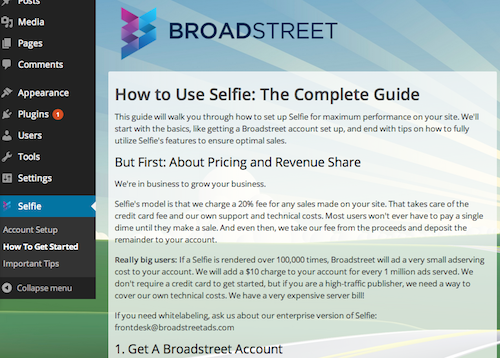 Posts
Media
Pages
Comments
Appearance
Plugins 1
Users
Tools
Settings
Selfie
Account Setup
How To Get Started
Important Tips
Collapse menu
BROADSTREET
How to Use Selfie: The Complete Guide
This guide will walk you through how to set up Selfie for maximum performance on your site. We'll
start with the basics, like getting a Broadstreet account set up, and end with tips on how to fully
utilize Selfie's features to ensure optimal sales.
But First: About Pricing and Revenue Share
We're in business to grow your business.
Selfie's model is that we charge a 20% fee for any sales made on your site. That takes care of the
credit card fee and our own support and technical costs. Most users won't ever have to pay a single
dime until they make a sale. And even then, we take our fee from the proceeds and deposit the
remainder to your account.
Really big users: If a Selfie is rendered over 100,000 times, Broadstreet will ad a very small adserving
cost to your account. We will add a $10 charge to your account for every 1 million ads served. We
don't require a credit card to get started, but if you are a high-traffic publisher, we need a way to
cover our own technical costs. We have a very expensive server bill!
If you need whitelabeling, ask us about our enterprise version of Selfie:
frontdesk@broadstreetads.com
1. Get A Broadstreet Account